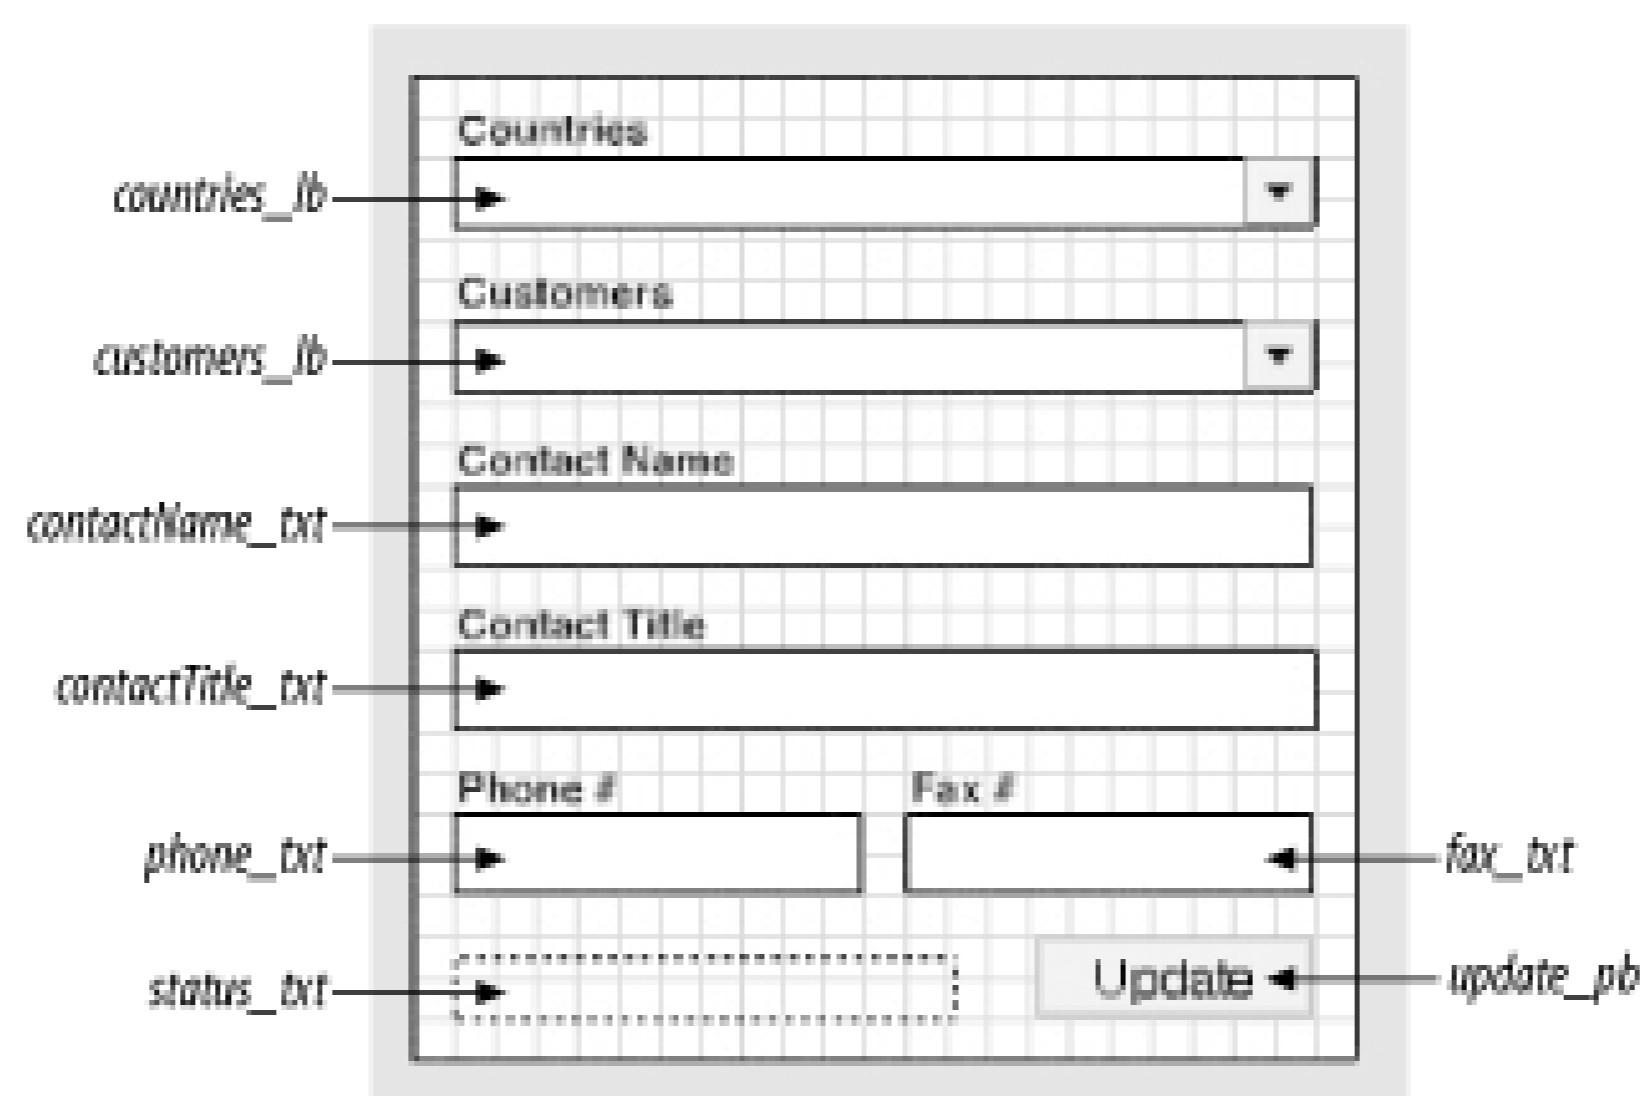 Countries
countries_lb
Customers
customers_lb
Contact Name
contactName_txt
Contact Title
contactTitle_txt
Phone # Fax #
phone_txt fax_txt
status_txt Update update_pb